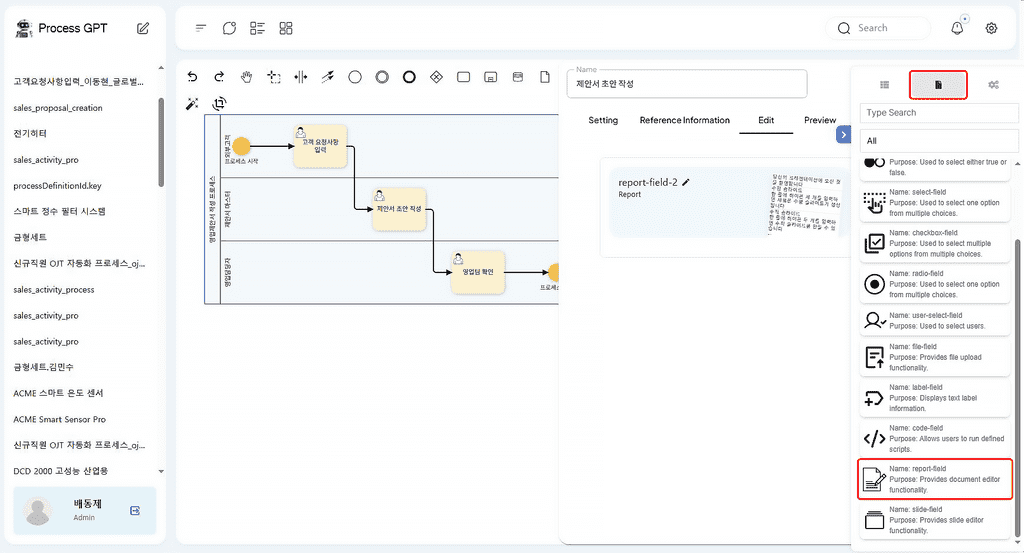 Process GPT
고객요청사항입력_이동현_글로벌...
sales_proposal_creation
전기히터
sales_activity_pro
processDefinitionId.key
스마트 정수 필터 시스템
금형세트
신규직원 OJT 자동화 프로세스_oj...
sales_activity_process
sales_activity_pro
sales_activity_pro
금형세트.김민수
ACME 스마트 온도 센서
ACME Smart Sensor Pro
신규직원 OJT 자동화 프로세스_oj...
DCD 2000 고성능 산업용
배동제
Admin
Search
영업제안서 작성 프로세스
외부고객
프로세스 시작
고객 요청사항
입력
제안서 마스터
제안서 초안 작성
영업담당자
영업팀 확인
프로세
Name
제안서 초안 작성
Setting
Reference Information
Edit
Preview
report-field-2
Report
Type Search
All
Purpose: Used to select either true or
false.
Name: select-field
Purpose: Used to select one option
from multiple choices.
Name: checkbox-field
Purpose: Used to select multiple
options from multiple choices.
Name: radio-field
Purpose: Used to select one option
from multiple choices.
Name: user-select-field
Purpose: Used to select users.
Name: file-field
Purpose: Provides file upload
functionality.
Name: label-field
Purpose: Displays text label
information.
Name: code-field
Purpose: Allows users to run defined
scripts.
Name: report-field
Purpose: Provides document editor
functionality.
Name: slide-field
Purpose: Provides slide editor
functionality.